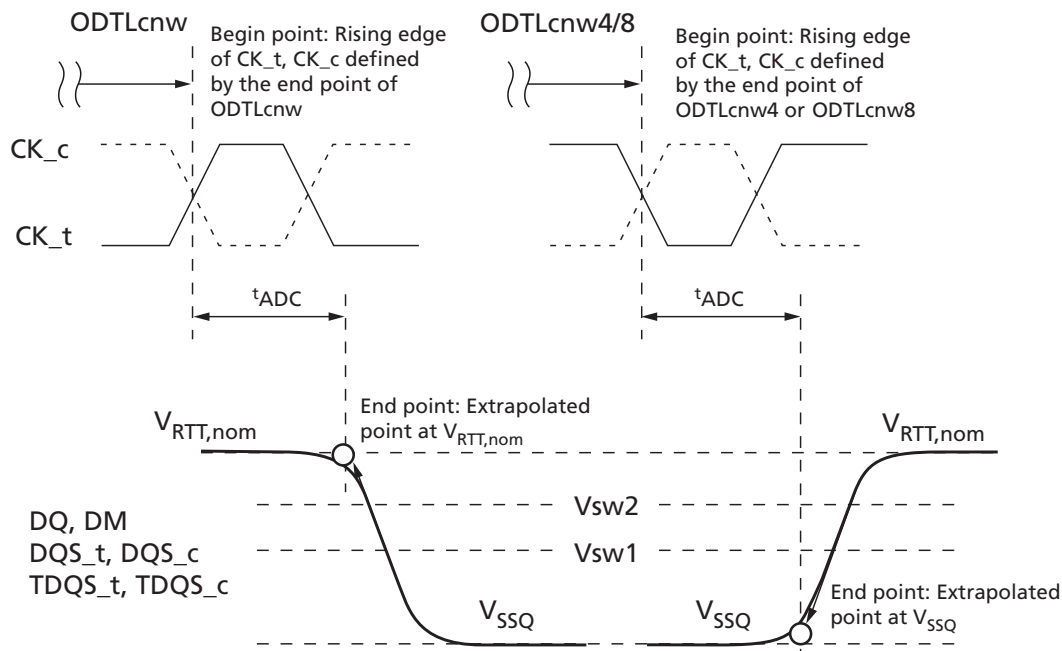 ODTLcnw
Begin point: Rising edge
of CK_t, CK_c defined
by the end point of
ODTLcnw
ODTLcnw4/8
Begin point: Rising edge
of CK_t, CK_c defined
by the end point of
ODTLcnw4 or ODTLcnw8
CK_c
CK_t
tADC
tADC
VRTT,nom
End point: Extrapolated
point at VRTT,nom
VRTT,nom
Vsw2
DQ, DM
DQS_t, DQS_c
TDQS_t, TDQS_c
Vsw1
VSSQ
VSSQ
End point: Extrapolated
point at VSSQ